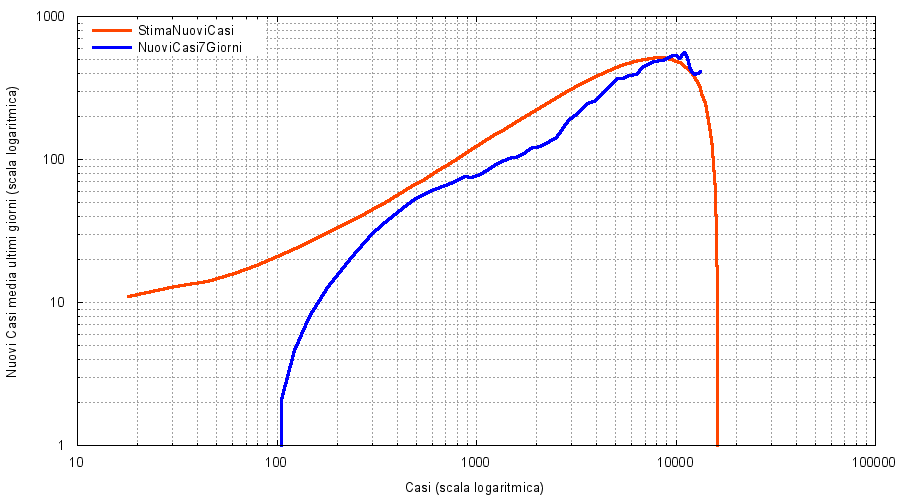 1000
StimaNuoviCasi
NuoviCasi7Giorni
100
10
1
Nuovi Casi media ultimi giorni (scala logaritmica)
10 100 1000 10000 100000
Casi (scala logaritmica)